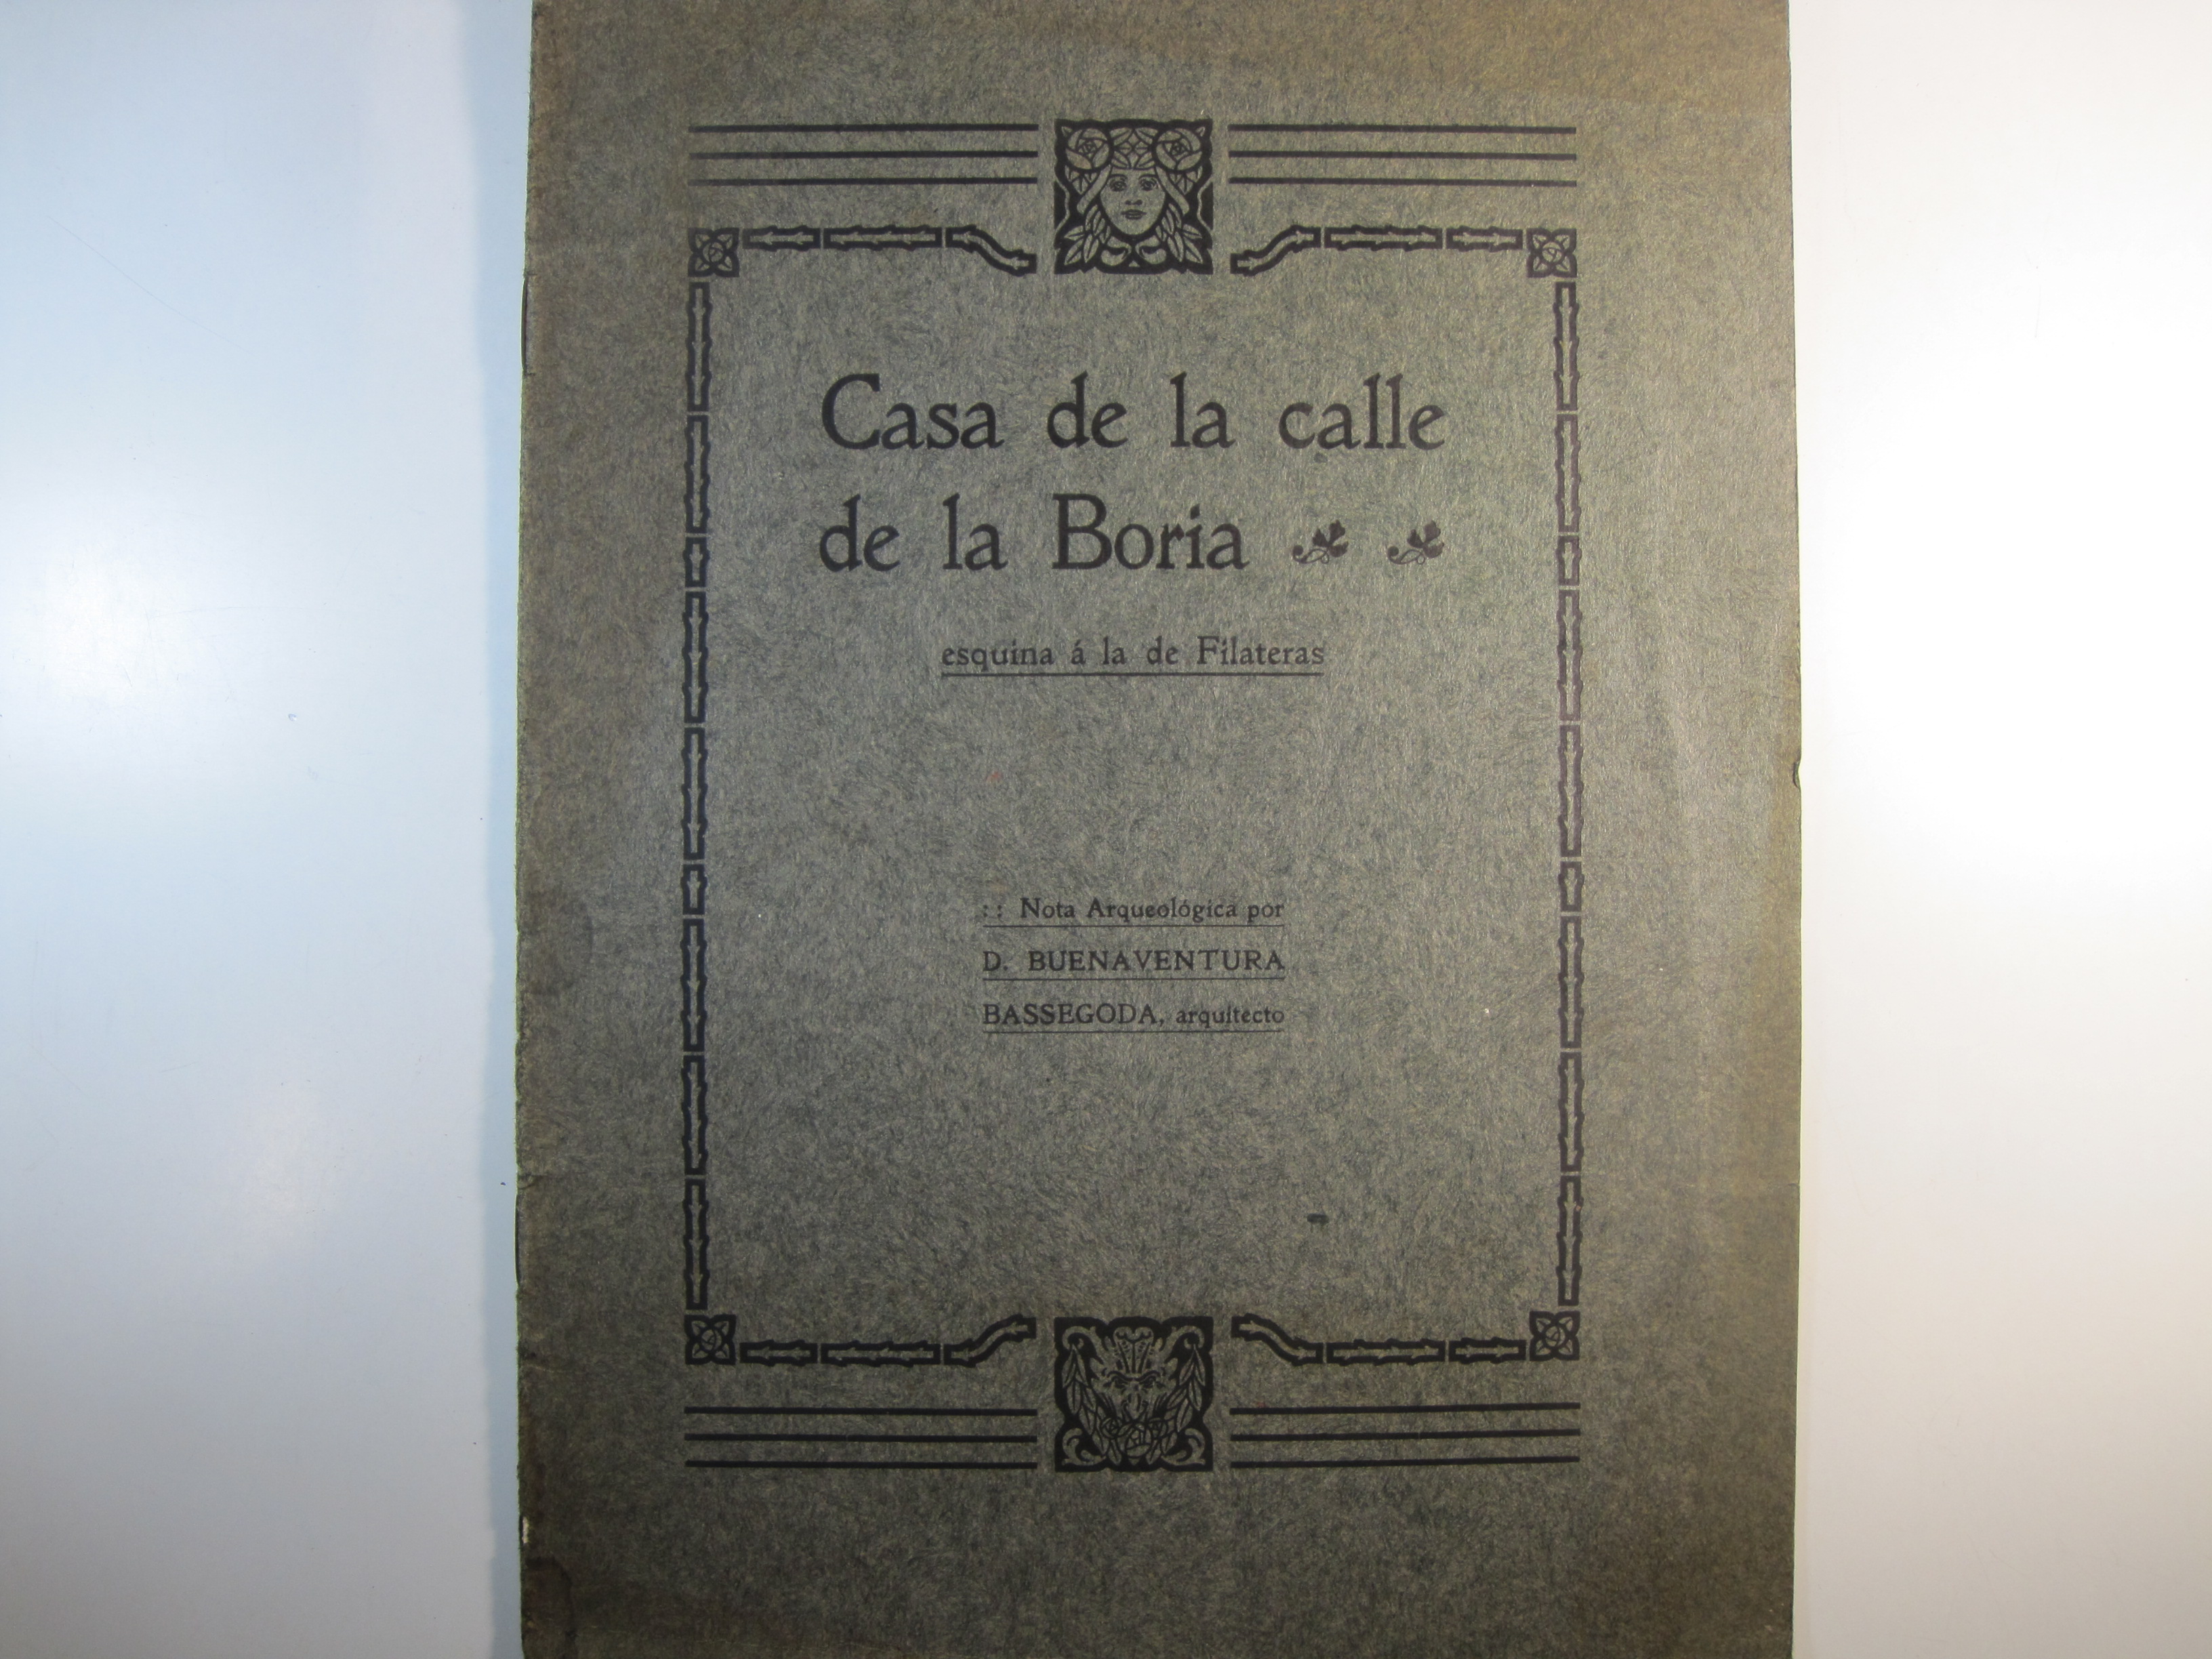 Casa de la calle
de la Boria
esquina á la de Filateras
:: Nota Arqueológica por
D. BUENAVENTURA
BASSEGODA, arquitecto